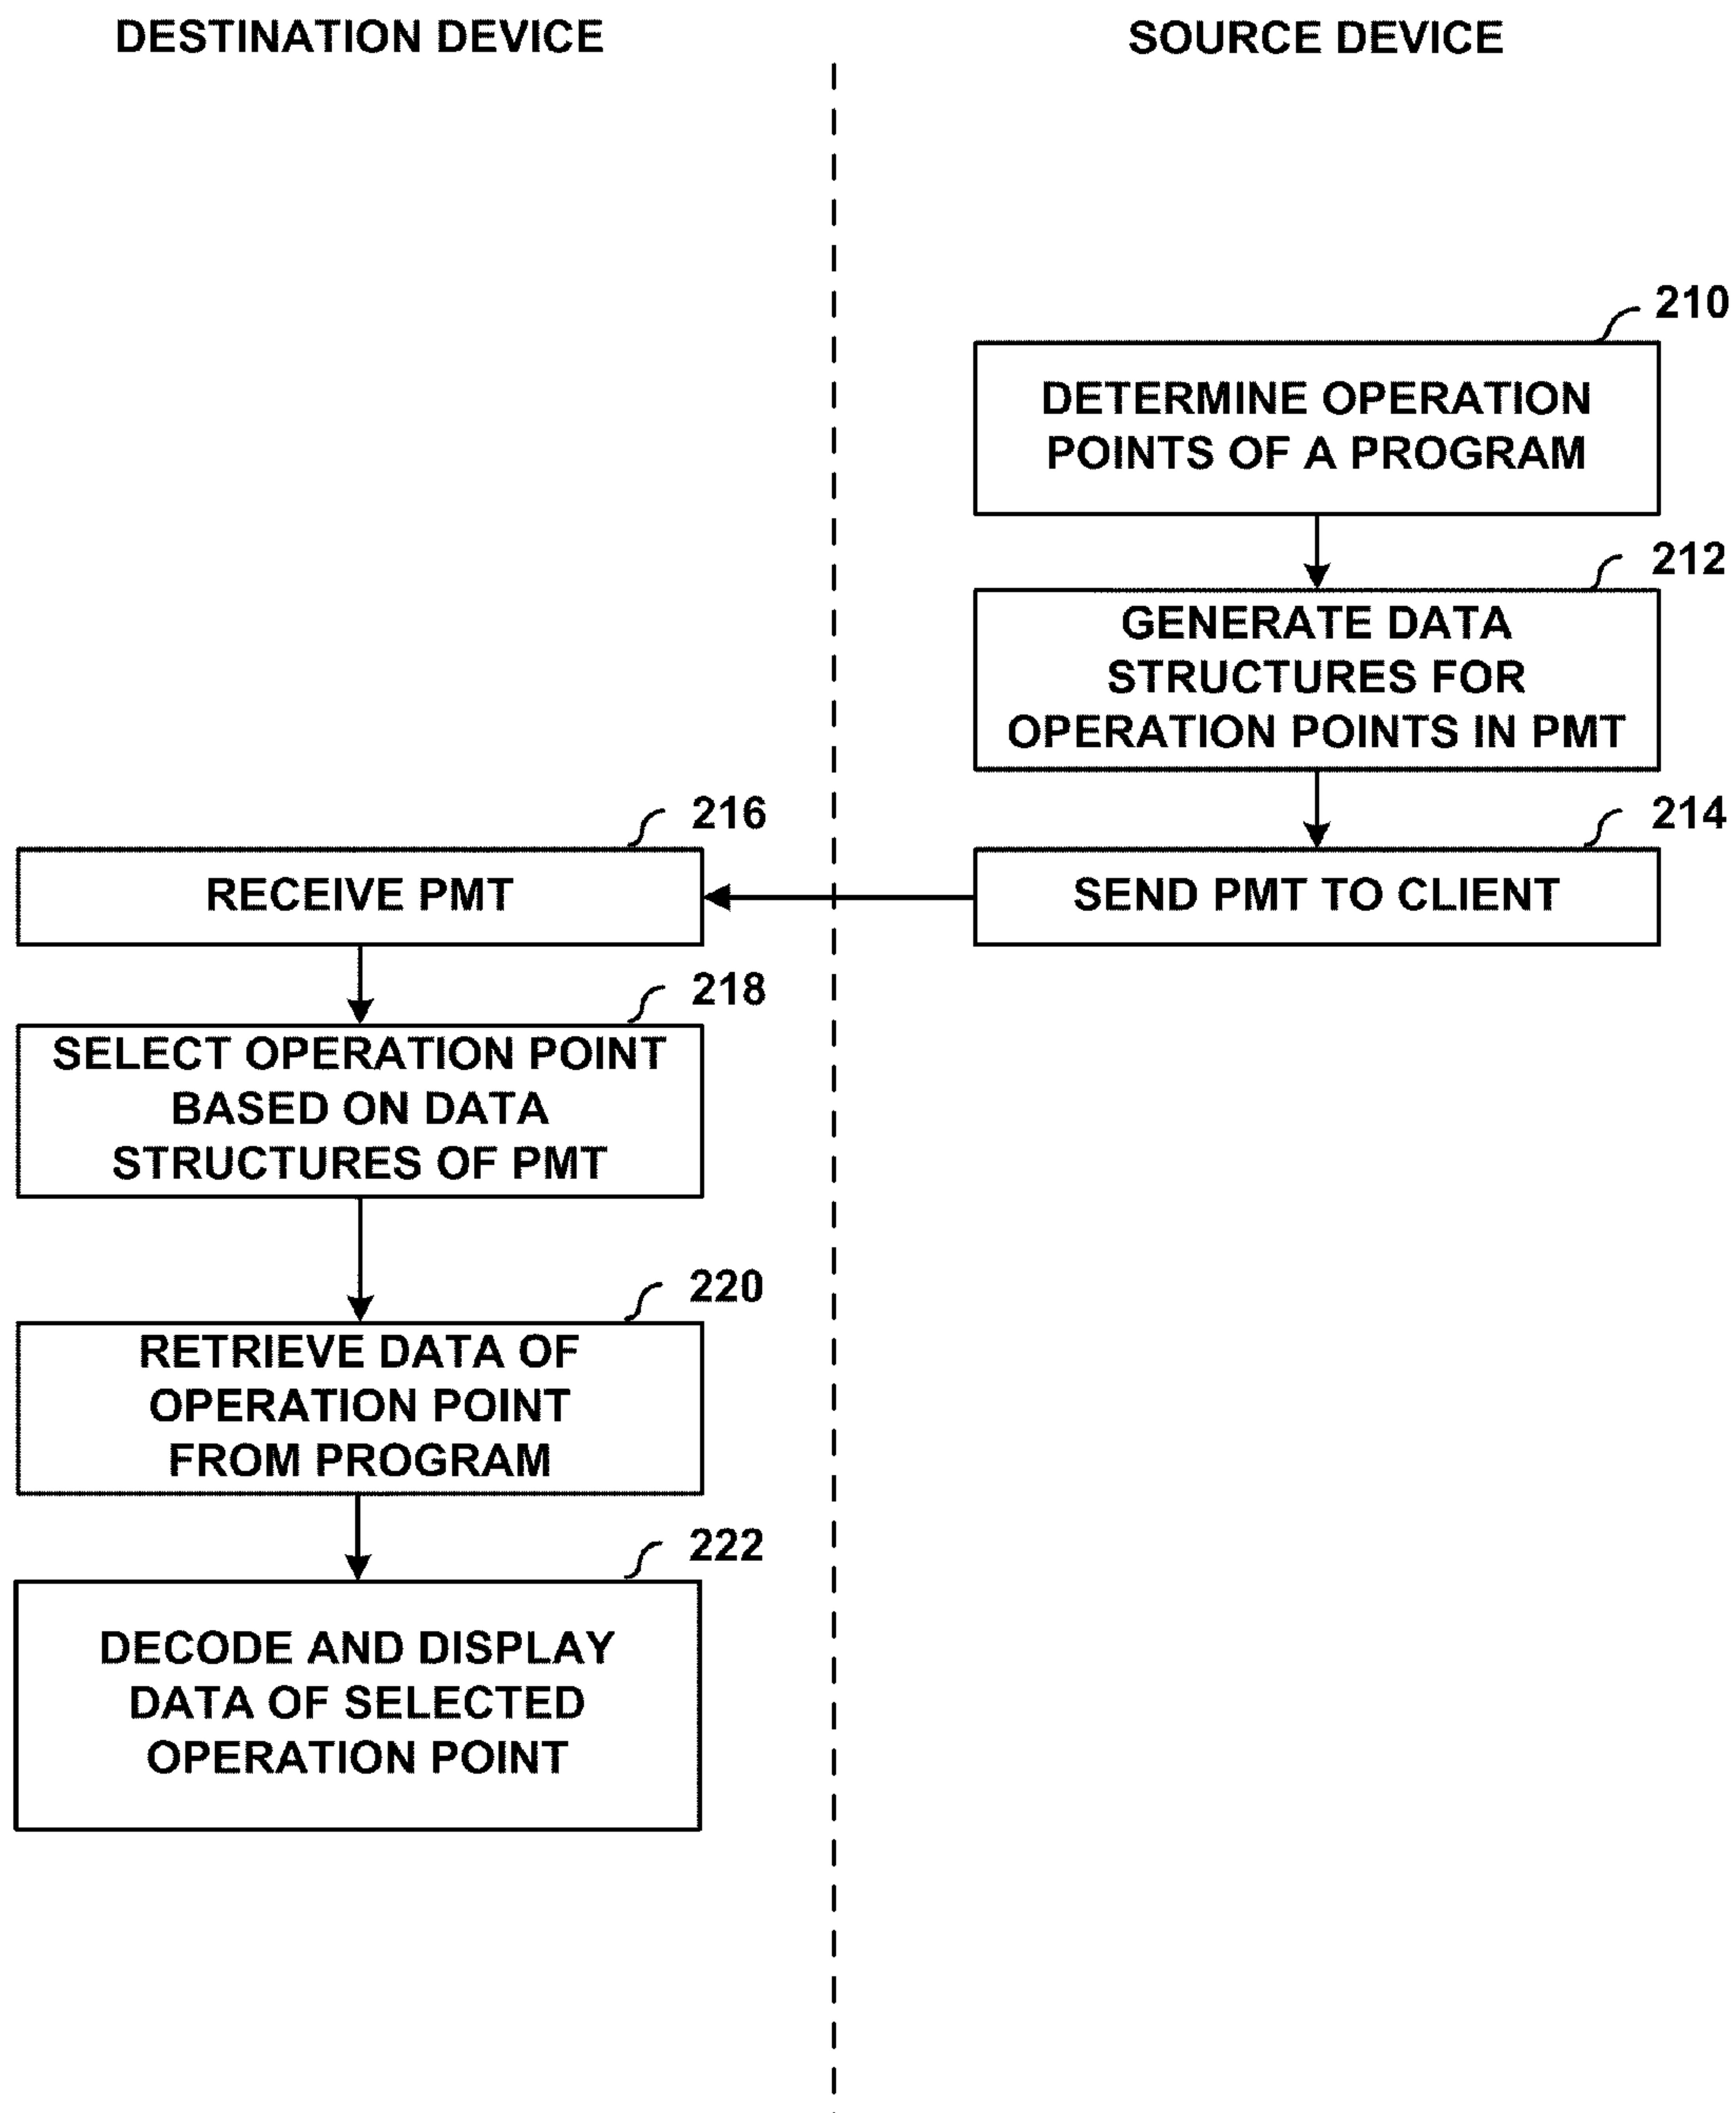 DESTINATION DEVICE
SOURCE DEVICE
210
DETERMINE OPERATION
POINTS OF A PROGRAM
212
GENERATE DATA
STRUCTURES FOR
OPERATION POINTS IN PMT
214
SEND PMT TO CLIENT
216
RECEIVE PMT
218
SELECT OPERATION POINT
BASED ON DATA
STRUCTURES OF PMT
220
RETRIEVE DATA OF
OPERATION POINT
FROM PROGRAM
222
DECODE AND DISPLAY
DATA OF SELECTED
OPERATION POINT